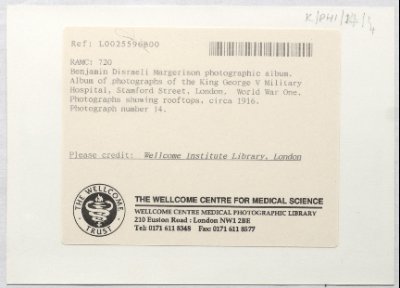 K/PHI/24/
Ref: L0025596B00
RAMC: 720
Benjamin Disraeli Margerison photographic album.
Album of photographs of the King George V Military
Hospital, Stamford Street, London. World War One.
Photographs showing rooftops, circa 1916.
Photograph number 14.
Please credit: Wellcome Institute Library, London
THE WELLCOME TRUST
THE WELLCOME CENTRE FOR MEDICAL SCIENCE
WELLCOME CENTRE MEDICAL PHOTOGRAPHIC LIBRARY
210 Euston Road : London NW1 2BE
Tel: 0171 611 8348 Fax: 0171 611 8577